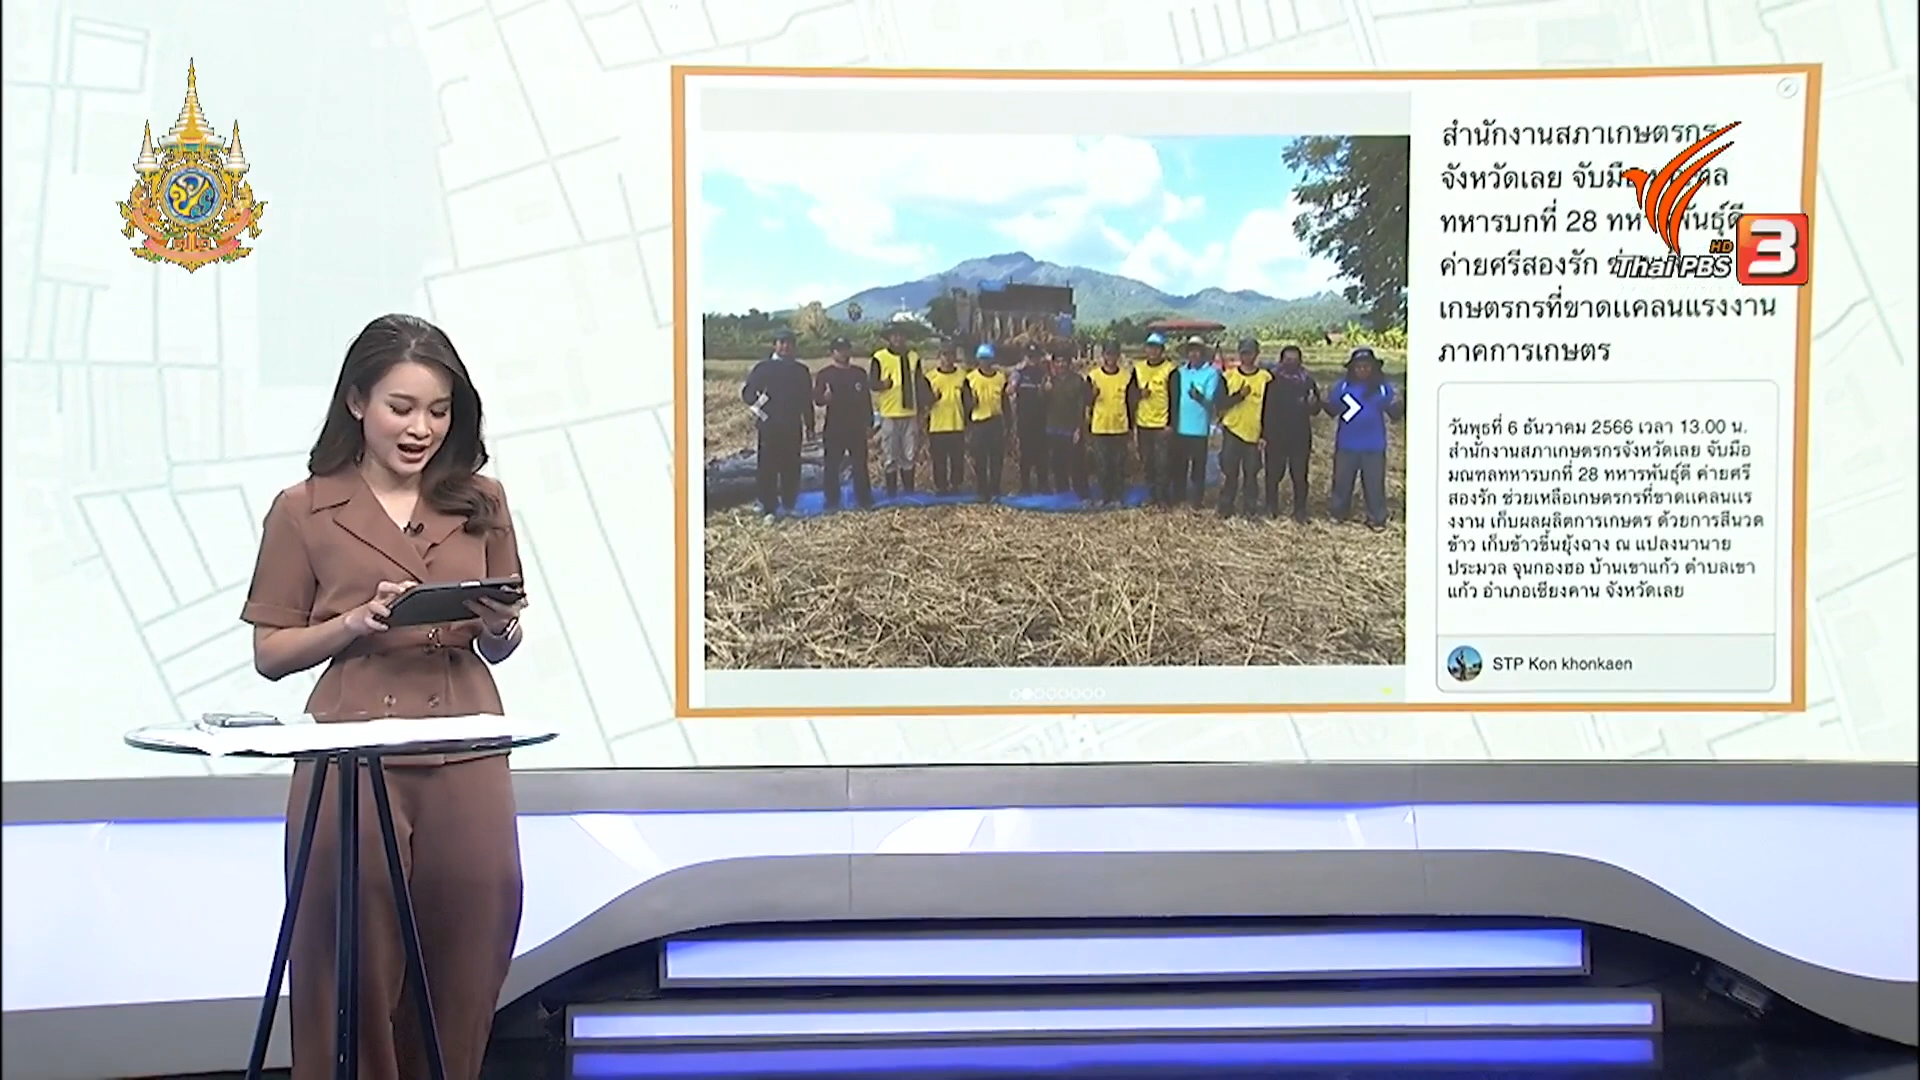 สำนักงานสภาเกษตรกร
จังหวัดเลย จับมือ
ทหารบกที่ 28 ทหารพันธุ์ดี
ค่ายศรีสองรัก
เกษตรกรที่ขาดแคลนแรงงาน
ภาคการเกษตร
HD
3
Thai PBS
วันพุธที่ 6 ธันวาคม 2566 เวลา 13.00 น.
สำนักงานสภาเกษตรกรจังหวัดเลย จับมือ
มณฑลทหารบกที่ 28 ทหารพันธุ์ดี ค่ายศรี
สองรัก ช่วยเหลือเกษตรกรที่ขาดแคลนแร
งงาน เก็บผลผลิตการเกษตร ด้วยการสีนวด
ข้าว เก็บข้าวขึ้นยุ้งฉาง ณ แปลงนานาย
ประมวล จุนกองฮอ บ้านเขาแก้ว ตำบลเขา
แก้ว อำเภอเชียงคาน จังหวัดเลย
STP Kon khonkaen